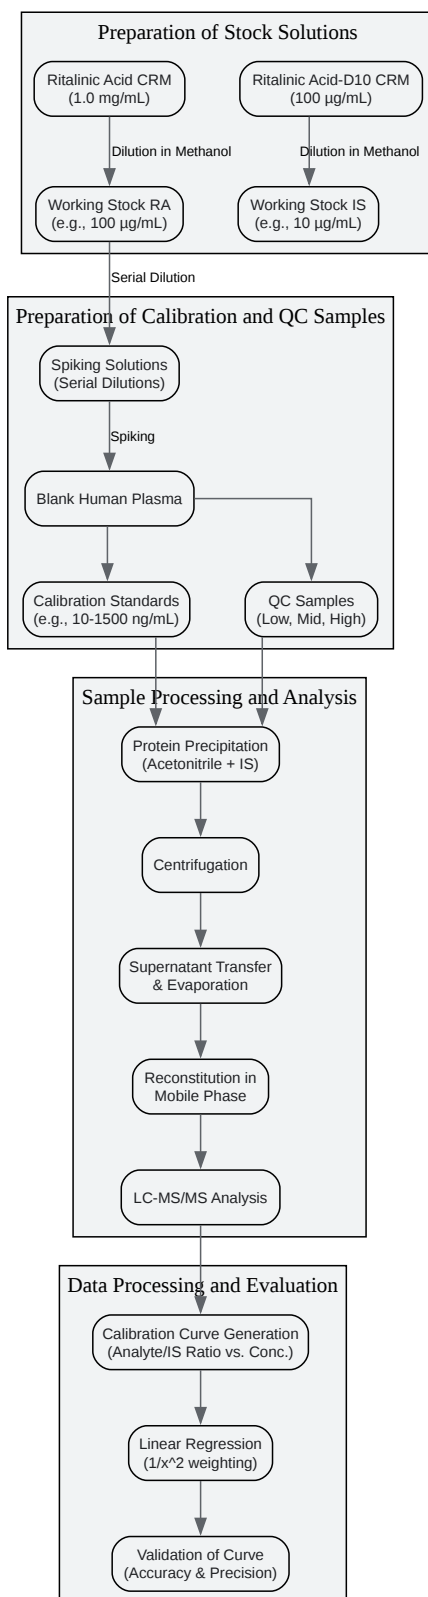 Preparation of Stock Solutions
Ritalinic Acid CRM
(1.0 mg/mL)
Ritalinic Acid-D10 CRM
(100 µg/mL)
Dilution in Methanol
Dilution in Methanol
Working Stock RA
(e.g., 100 µg/mL)
Working Stock IS
(e.g., 10 µg/mL)
Serial Dilution
Preparation of Calibration and QC Samples
Spiking Solutions
(Serial Dilutions)
Spiking
Blank Human Plasma
Calibration Standards
(e.g., 10-1500 ng/mL)
QC Samples
(Low, Mid, High)
Sample Processing and Analysis
Protein Precipitation
(Acetonitrile + IS)
Centrifugation
Supernatant Transfer
& Evaporation
Reconstitution in
Mobile Phase
LC-MS/MS Analysis
Data Processing and Evaluation
Calibration Curve Generation
(Analyte/IS Ratio vs. Conc.)
Linear Regression
(1/x^2 weighting)
Validation of Curve
(Accuracy & Precision)